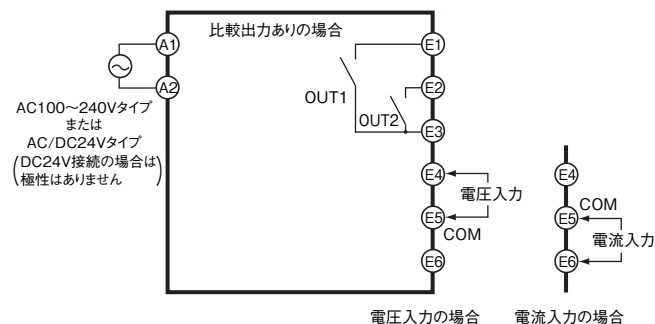 比較出力ありの場合
A1
A2
AC100～240Vタイプ
または
AC/DC24Vタイプ
(DC24V接続の場合は
極性はありません)
OUT1
OUT2
E1
E2
E3
E4
電圧入力
E5
COM
E6
電圧入力の場合
E4
COM
E5
電流入力
E6
電流入力の場合